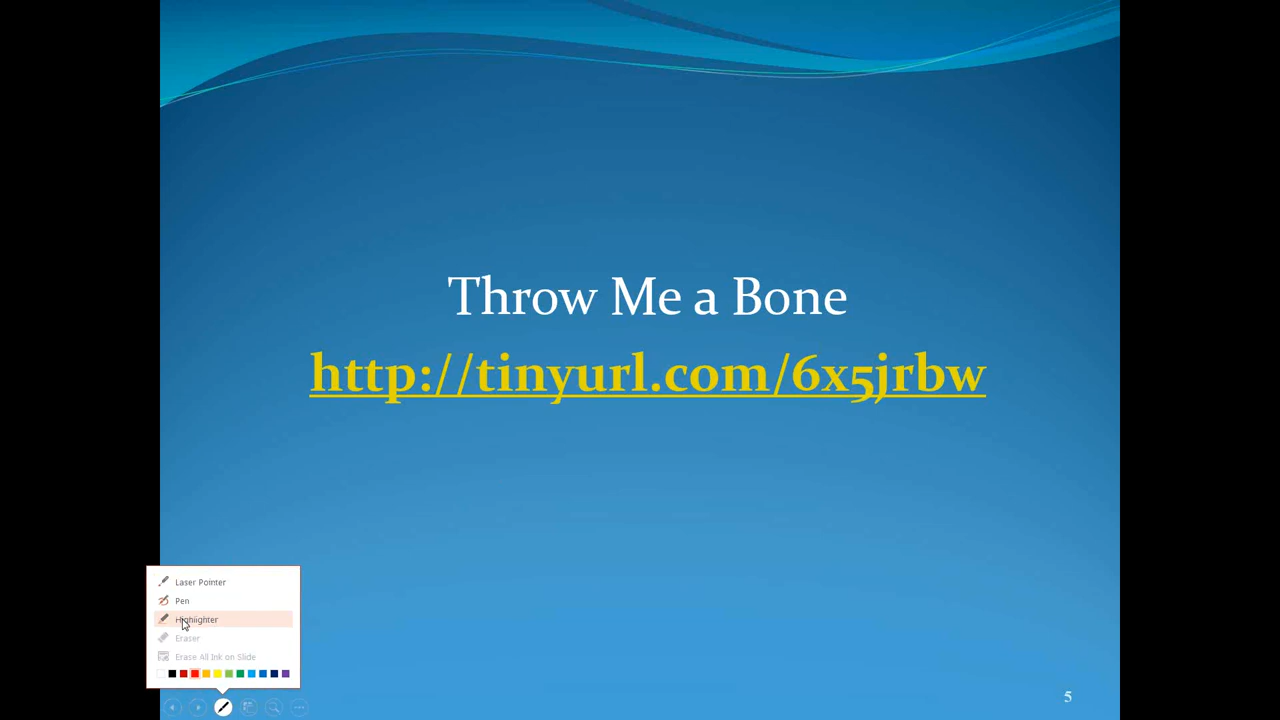 Throw Me a Bone
http://tinyurl.com/6x5jrbw
Laser Pointer
Pen
Highlighter
Eraser
Erase All Ink on Slide
5